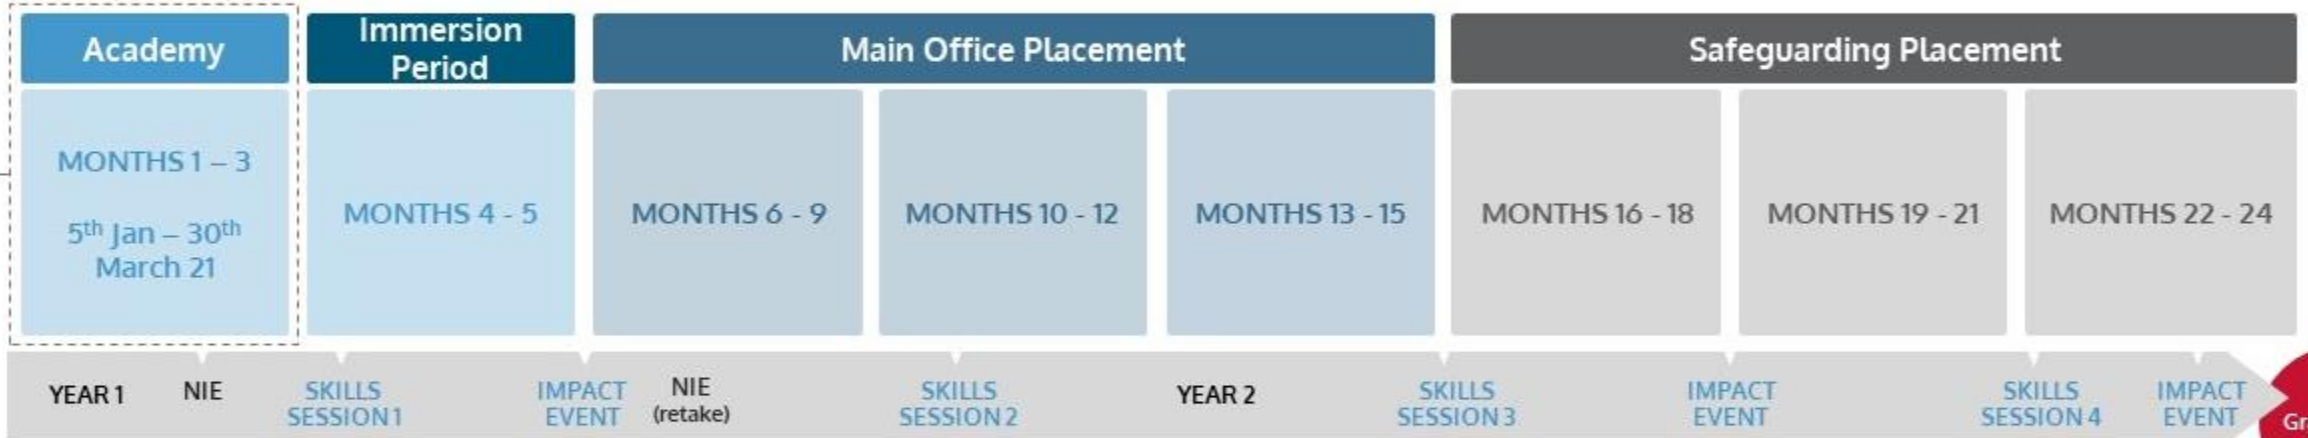 Academy
Immersion
Period
Main Office Placement
Safeguarding Placement
MONTHS 1 – 3
5th Jan – 30th
March 21
MONTHS 4 - 5
MONTHS 6 - 9
MONTHS 10 - 12
MONTHS 13 - 15
MONTHS 16 - 18
MONTHS 19 - 21
MONTHS 22 - 24
YEAR 1
NIE
SKILLS
SESSION 1
IMPACT
EVENT
NIE
(retake)
SKILLS
SESSION 2
YEAR 2
SKILLS
SESSION 3
IMPACT
EVENT
SKILLS
SESSION 4
IMPACT
EVENT